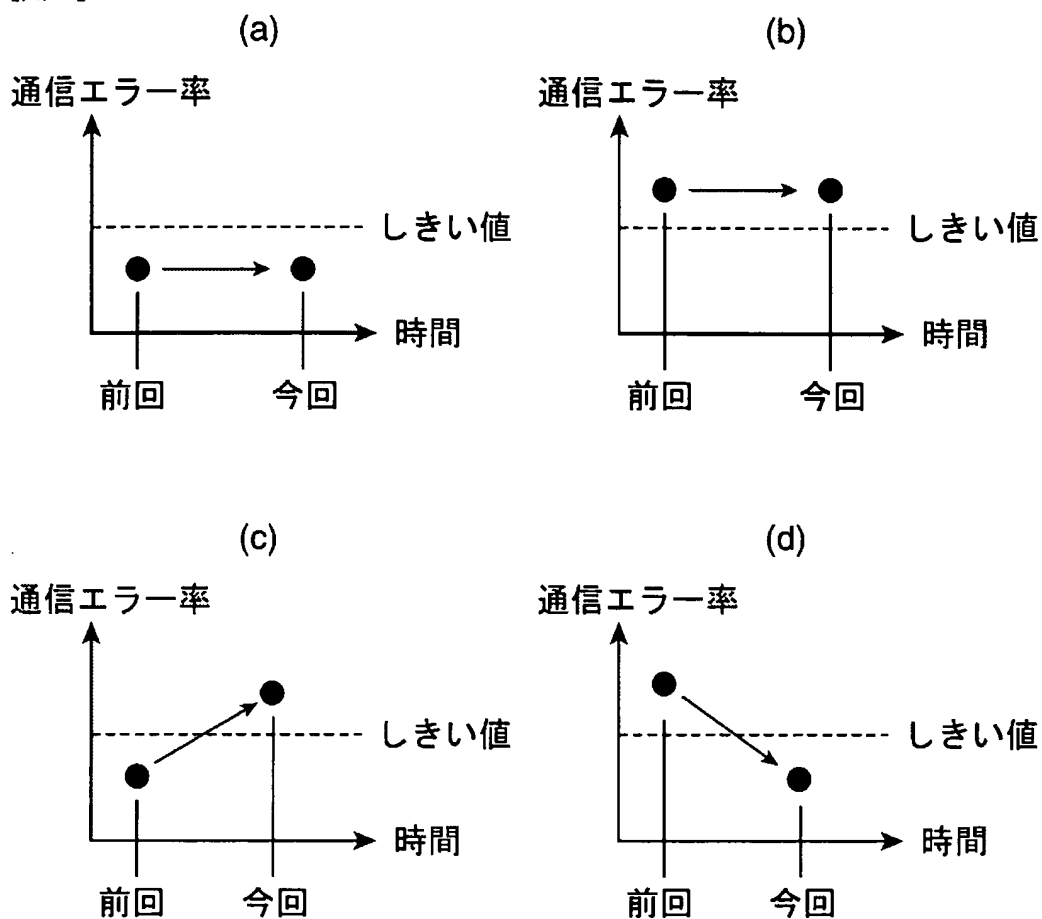 (a)
通信エラー率
しきい値
時間
前回
今回
(b)
通信エラー率
しきい値
時間
前回
今回
(c)
通信エラー率
しきい値
時間
前回
今回
(d)
通信エラー率
しきい値
時間
前回
今回